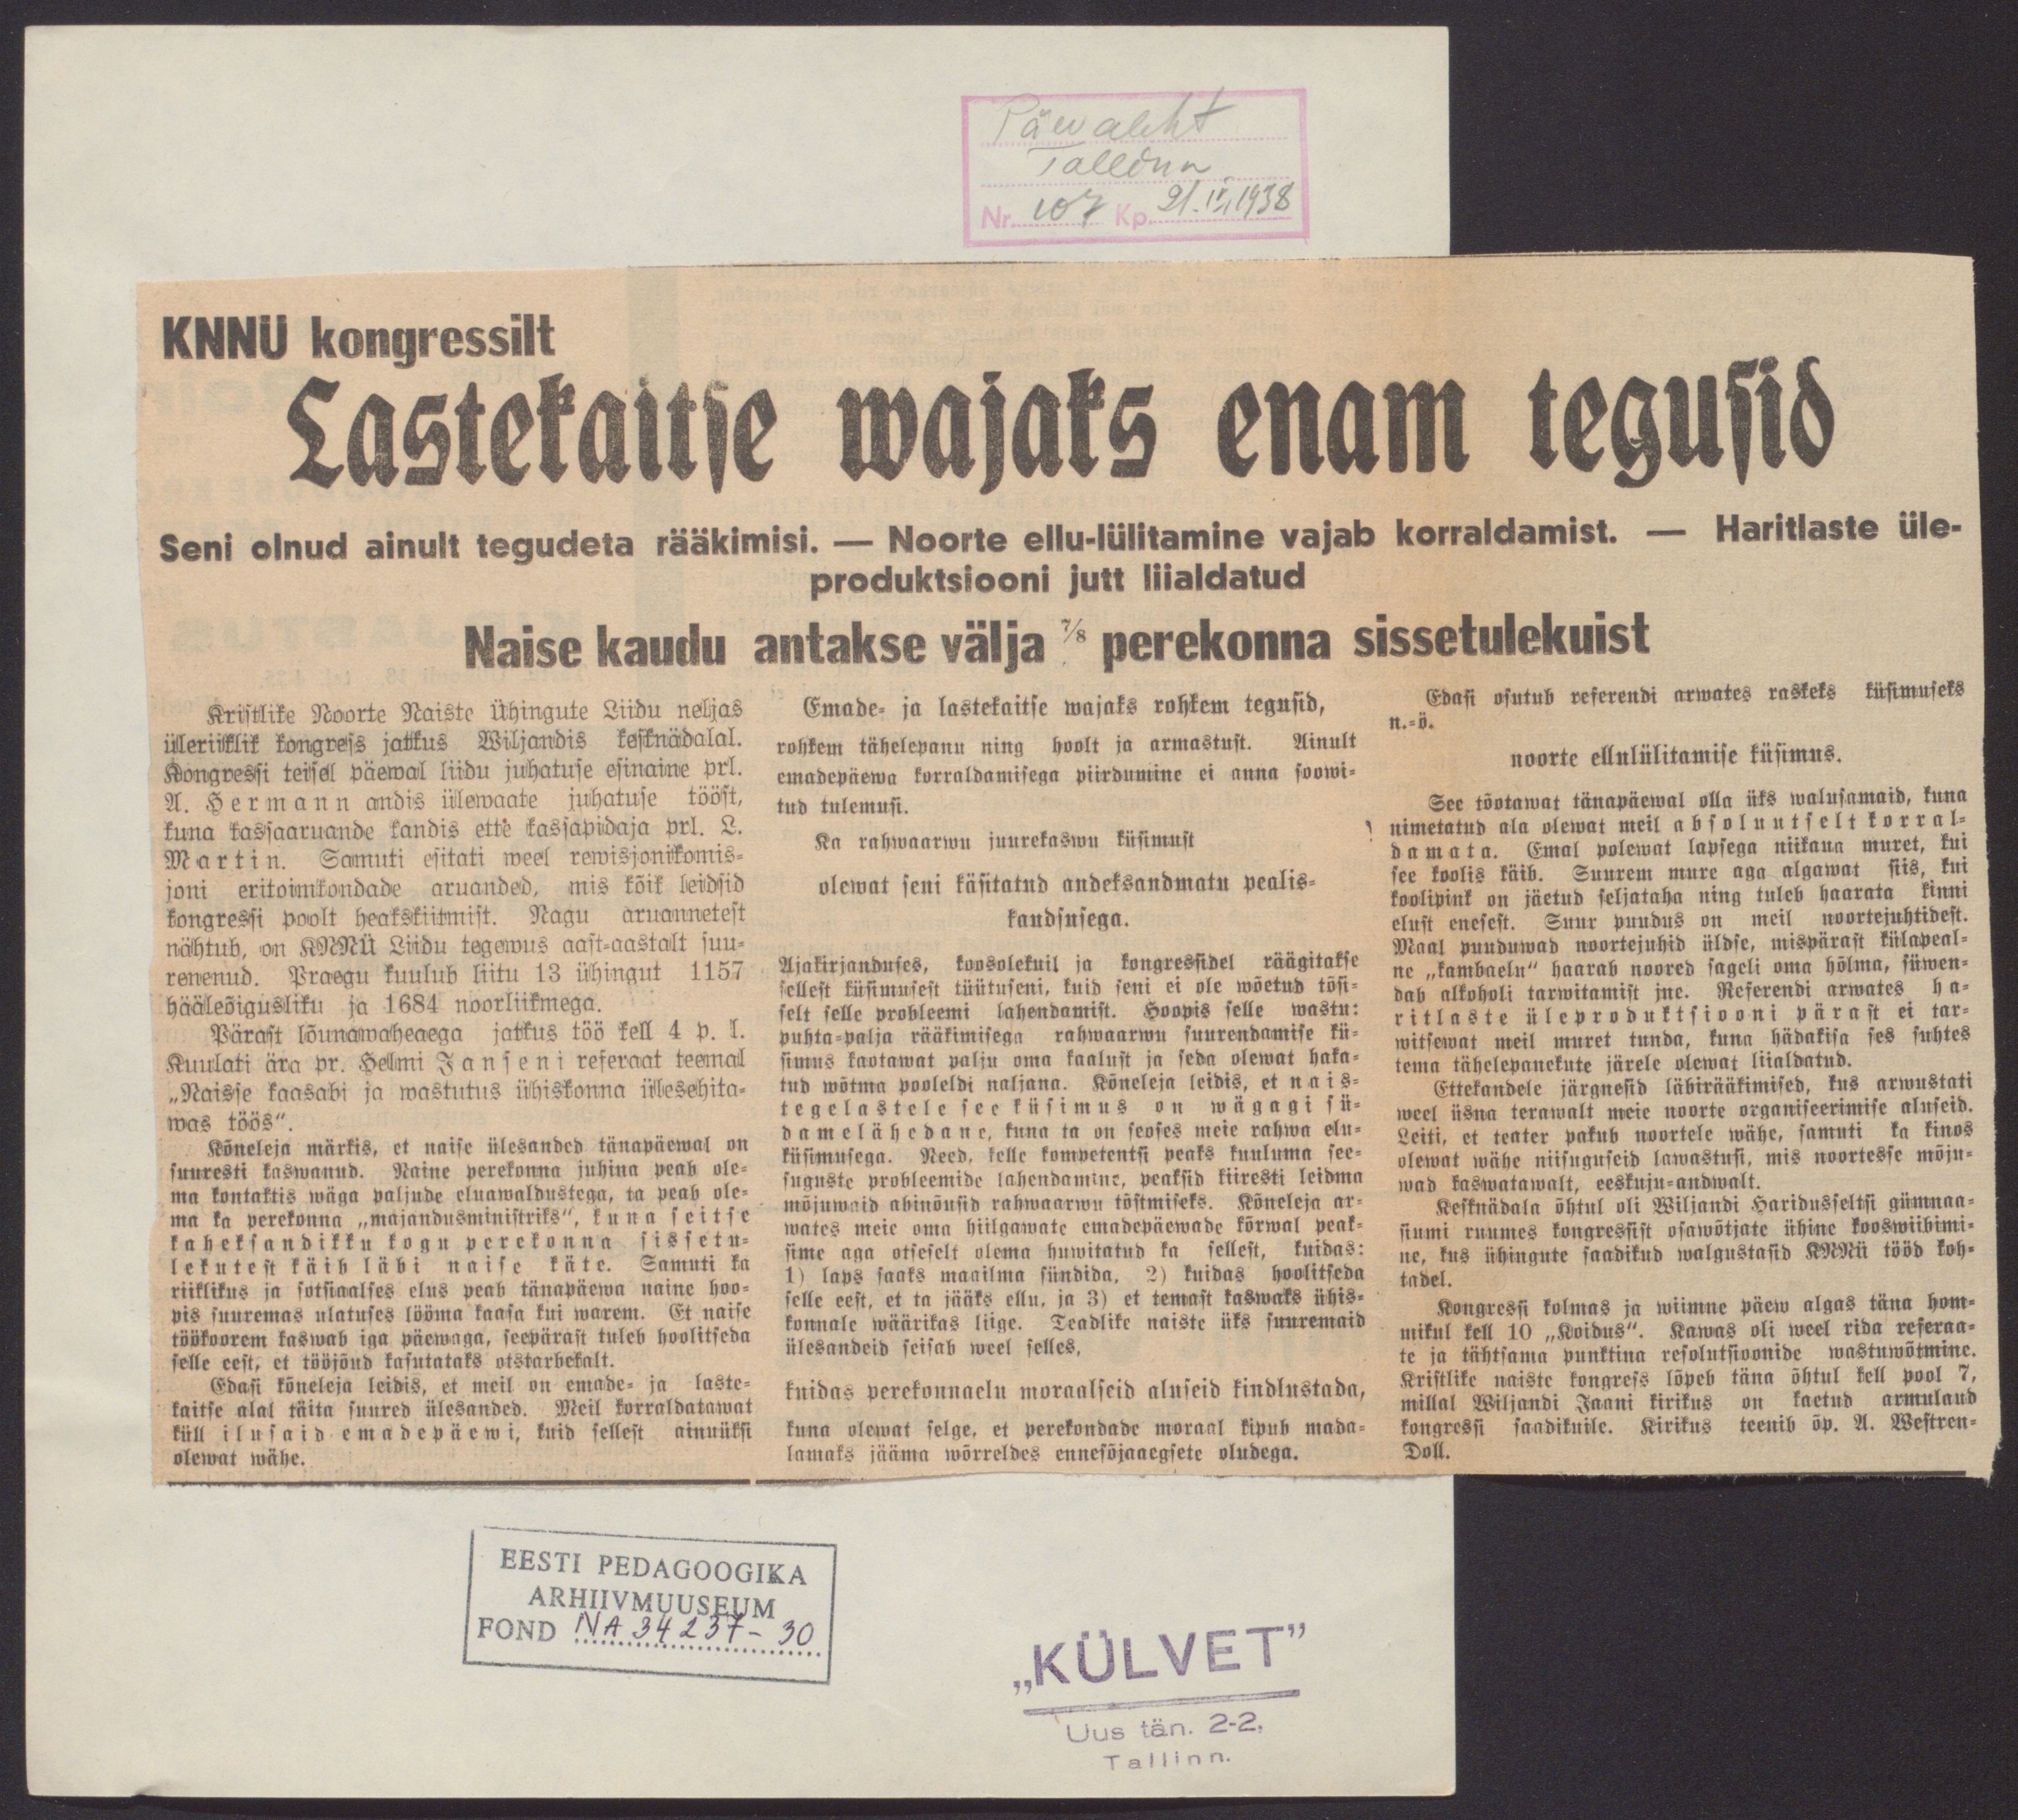 Päewaleht
Tallinn
Nr. 107 Kp. 21.IV.1938
KNNÜ kongressilt
Lastekaitse wajaks enam tegusid
Seni olnud ainult tegudeta rääkimisi. — Noorte ellu-lülitamine vajab korraldamist. — Haritlaste üle-
produktsiooni jutt liialdatud
Naise kaudu antakse välja 7/8 perekonna sissetulekuist
Kristlike Noorte Naiste Ühingute Liidu neljas
üleriiklik kongress jatkus Wiljandis kesknädalal.
Kongressi teisel päewal liidu juhatuse esinaine prl.
A. Hermann andis ülewaate juhatuse tööst,
kuna kassaaruande kandis ette kassapidaja prl. L.
Martin. Samuti esitati weel rewisjonikomis-
joni eritoimkondade aruanded, mis kõik leidsid
kongressi poolt heakskiitmist. Nagu aruannetest
nähtub, on KNNÜ Liidu tegewus aast-aastalt suu-
renenud. Praegu kuulub liitu 13 ühingut 1157
hääleõigusliku ja 1684 noorliikmega.
Pärast lõunawaheaega jatkus töö kell 4 p. l.
Kuulati ära pr. Helmi Janseni referaat teemal
„Naisse kaasabi ja wastutus ühiskonna ülesehita-
was töös“.
Kõneleja märkis, et naise ülesanded tänapäewal on
suuresti kaswanud. Naine perekonna juhina peab ole-
ma kontaktis wäga paljude eluawaldustega, ta peab ole-
ma ka perekonna „majandusministriks“, kuna seitse
kaheksandikku kogu perekonna sissetu-
lekutest käib läbi naise käte. Samuti ka
riiklikus ja sotsiaalses elus peab tänapäewa naine hoo-
pis suuremas ulatuses lööma kaasa kui warem. Et naise
töökoorem kaswab iga päewaga, seepärast tuleb hoolitseda
selle eest, et tööjõud kasutataks otstarbekalt.
Edasi kõneleja leidis, et meil on emade- ja laste-
kaitse alal täita suured ülesanded. Meil korraldatawat
küll ilusaid emadepäewi, kuid sellest ainuüksi
olewat wähe.
Emade- ja lastekaitse wajaks rohkem tegusid,
rohkem tähelepanu ning hoolt ja armastust. Ainult
emadepäewa korraldamisega piirdumine ei anna soowi-
tud tulemusi.
Ka rahwaarwu juurekaswu küsimust
olewat seni käsitatud andeksandmatu pealis-
kandsusega.
Ajakirjanduses, koosolekuil ja kongressidel räägitakse
sellest küsimusest tüütuseni, kuid seni ei ole wõetud tõsi-
selt selle probleemi lahendamist. Hoopis selle wastu:
puhta-palja rääkimisega rahwaarwu suurendamise kü-
simus kaotawat palju oma kaalust ja seda olewat haka-
tud wõtma pooleldi naljana. Kõneleja leidis, et nais-
tegelastele see küsimus on wägagi sü-
damelähedane, kuna ta on seoses meie rahwa elu-
küsimusega. Need, kelle kompetentsi peaks kuuluma see-
suguste probleemide lahendamine, peaksid kiiresti leidma
mõjuwaid abinõusid rahwaarwu tõstmiseks. Kõneleja ar-
wates meie oma hiilgawate emadepäewade kõrwal peak-
sime aga otseselt olema huwitatud ka sellest, kuidas:
1) laps saaks maailma sündida, 2) kuidas hoolitseda
selle eest, et ta jääks ellu, ja 3) et temast kaswaks ühis-
konnale wäärikas liige. Teadlike naiste üks suuremaid
ülesandeid seisab weel selles,
kuidas perekonnaelu moraalseid aluseid kindlustada,
kuna olewat selge, et perekondade moraal kipub mada-
lamaks jääma wõrreldes ennesõjaaegsete oludega.
Edasi osutub referendi arwates raskeks küsimuseks
n.-ö.
noorte ellulülitamise küsimus.
See tõotawat tänapäewal olla üks walusamaid, kuna
nimetatud ala olewat meil absoluutselt korral-
damata. Emal polewat lapsega niikaua muret, kui
see koolis käib. Suurem mure aga algawat siis, kui
koolipink on jäetud seljataha ning tuleb haarata kinni
elust enesest. Suur puudus on meil noortejuhtidest.
Maal puuduwad noortejuhid üldse, mispärast külapeal-
ne „kambaelu“ haarab noored sageli oma hõlma, süwen-
dab alkoholi tarwitamist jne. Referendi arwates ha-
ritlaste üleproduktsiooni pärast ei tar-
witsewat meil muret tunda, kuna hädakisa ses suhtes
tema tähelepanekute järele olewat liialdatud.
Ettekandele järgnesid läbirääkimised, kus arwustati
weel üsna terawalt meie noorte organiseerimise aluseid.
Leiti, et teater pakub noortele wähe, samuti ka kinos
olewat wähe niisuguseid lawastusi, mis noortesse mõju-
wad kaswatawalt, eeskuju-andwalt.
Kesknädala õhtul oli Wiljandi Haridusseltsi gümnaa-
siumi ruumes kongressist osawõtjate ühine kooswiibimi-
ne, kus ühingute saadikud walgustasid KNNÜ tööd koh-
tadel.
Kongressi kolmas ja wiimne päew algas täna hom-
mikul kell 10 „Koidus“. Kawas oli weel rida referaa-
te ja tähtsama punktina resolutsioonide wastuwõtmine.
Kristlike naiste kongress lõpeb täna õhtul kell pool 7,
millal Wiljandi Jaani kirikus on kaetud armulaud
kongressi saadikuile. Kirikus teenib õp. A. Westren-
Doll.
EESTI PEDAGOOGIKA
ARHIIVMUUSEUM
FOND NA 34237-30
„KÜLVET”
Uus tän. 2-2,
Tallinn.